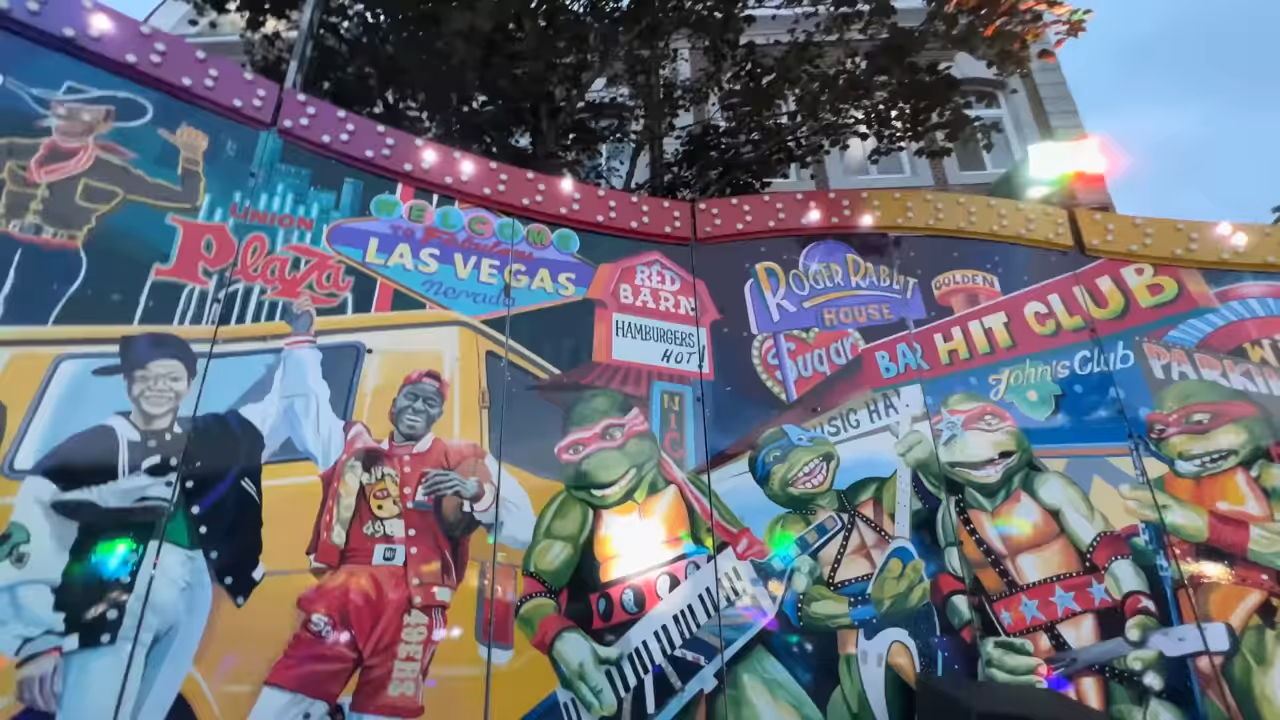 UNION
Plaza
WELCOME
TO Fabulous
LAS VEGAS
Nevada
RED
BARN
HAMBURGERS
HOT!
ROGER RABBIT
HOUSE
Sugar
GOLDEN
BAR HIT CLUB
John's Club
49ERS